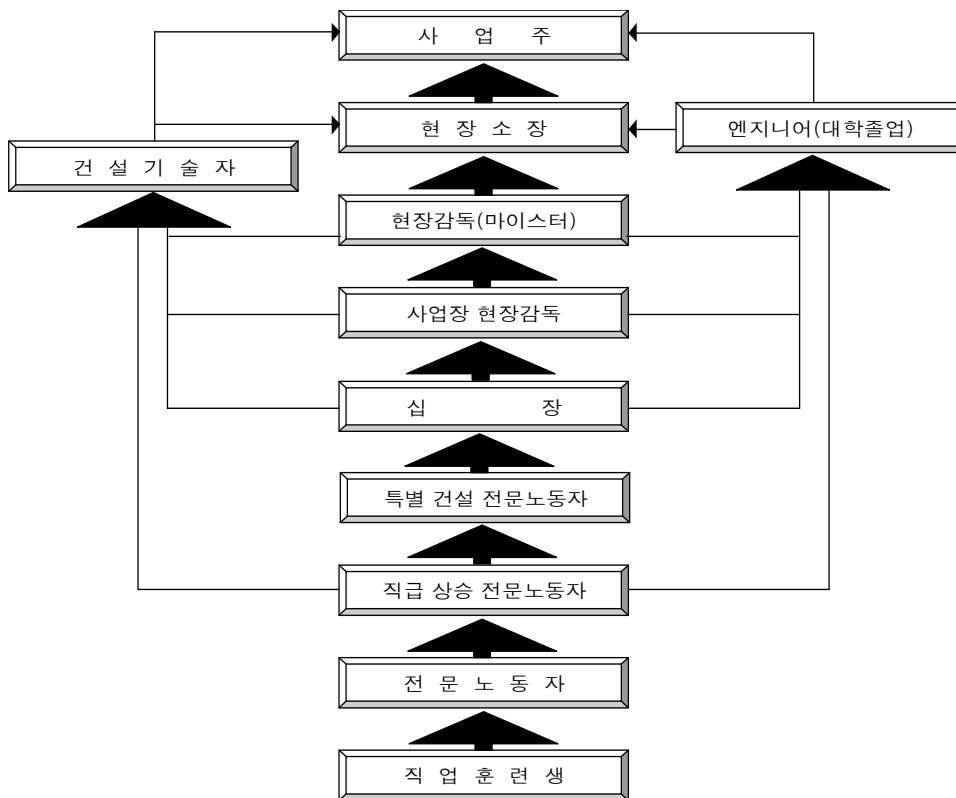 사 업 주
현 장 소 장
엔지니어(대학졸업)
건 설 기 술 자
현장감독(마이스터)
사업장 현장감독
십 장
특별 건설 전문노동자
직급 상승 전문노동자
전 문 노 동 자
직 업 훈 련 생